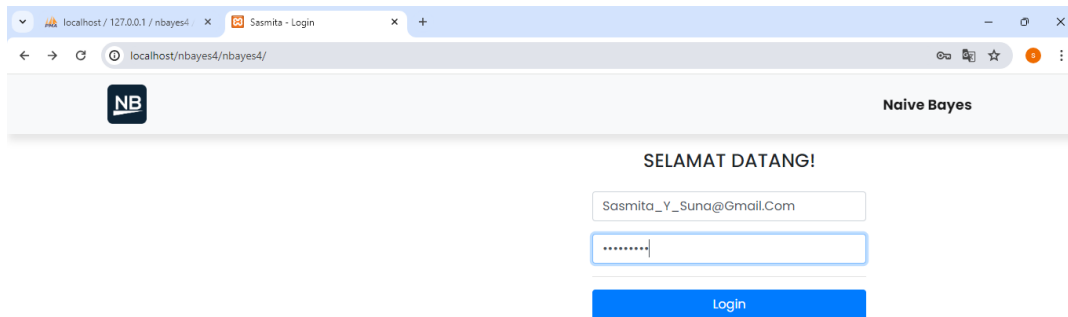 localhost / 127.0.0.1 / nbayes4
Sasmita - Login
localhost/nbayes4/nbayes4/
NB
Naive Bayes
SELAMAT DATANG!
Sasmita_Y_Suna@Gmail.Com
•••••••••
Login